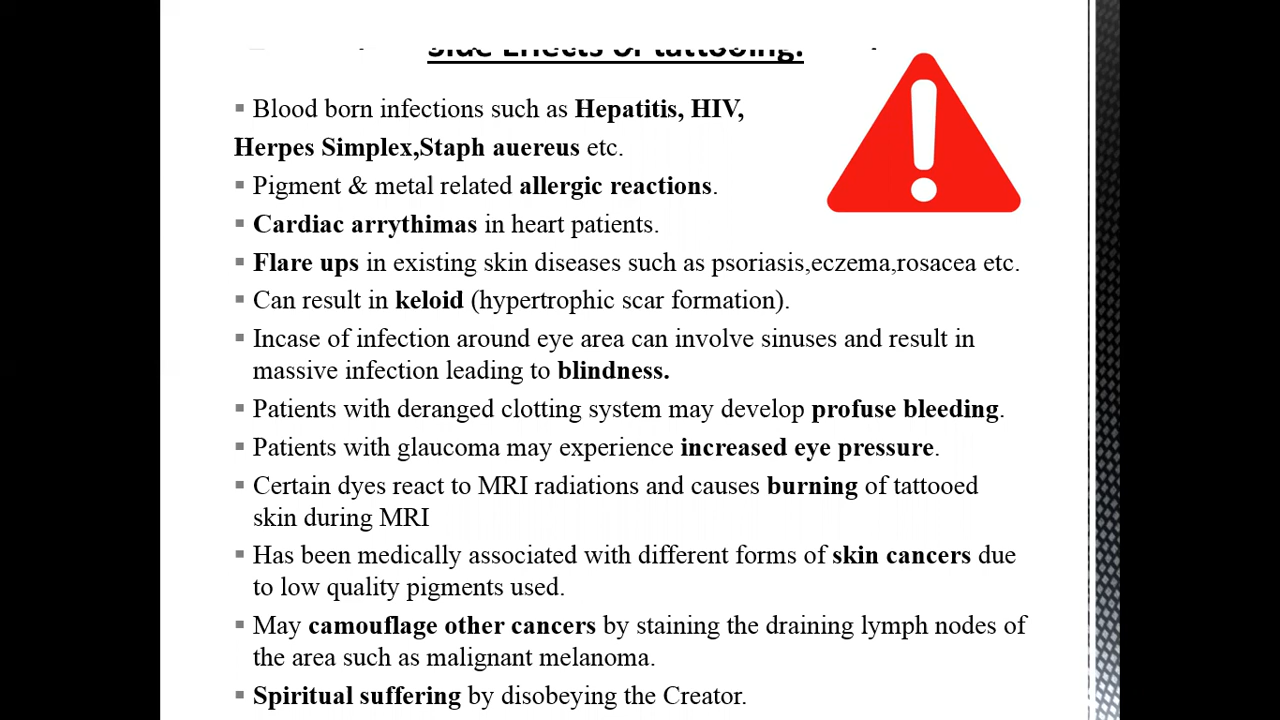 Side Effects of tattooing:
▪ Blood born infections such as Hepatitis, HIV,
Herpes Simplex,Staph auereus etc.
▪ Pigment & metal related allergic reactions.
▪ Cardiac arrythimas in heart patients.
▪ Flare ups in existing skin diseases such as psoriasis,eczema,rosacea etc.
▪ Can result in keloid (hypertrophic scar formation).
▪ Incase of infection around eye area can involve sinuses and result in
massive infection leading to blindness.
▪ Patients with deranged clotting system may develop profuse bleeding.
▪ Patients with glaucoma may experience increased eye pressure.
▪ Certain dyes react to MRI radiations and causes burning of tattooed
skin during MRI
▪ Has been medically associated with different forms of skin cancers due
to low quality pigments used.
▪ May camouflage other cancers by staining the draining lymph nodes of
the area such as malignant melanoma.
▪ Spiritual suffering by disobeying the Creator.